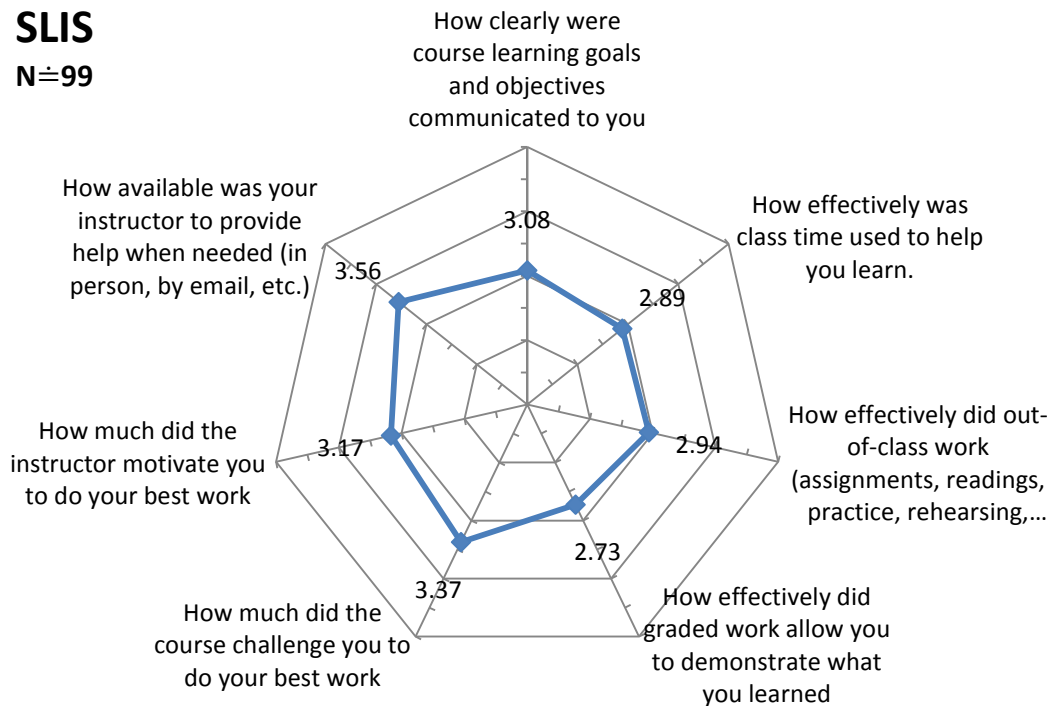 SLIS
N≐99
How clearly were
course learning goals
and objectives
communicated to you
3.08
How effectively was
class time used to help
you learn.
2.89
How effectively did out-
of-class work
(assignments, readings,
practice, rehearsing,...
2.94
How effectively did
graded work allow you
to demonstrate what
you learned
2.73
How much did the
course challenge you to
do your best work
3.37
How much did the
instructor motivate you
to do your best work
3.17
How available was your
instructor to provide
help when needed (in
person, by email, etc.)
3.56